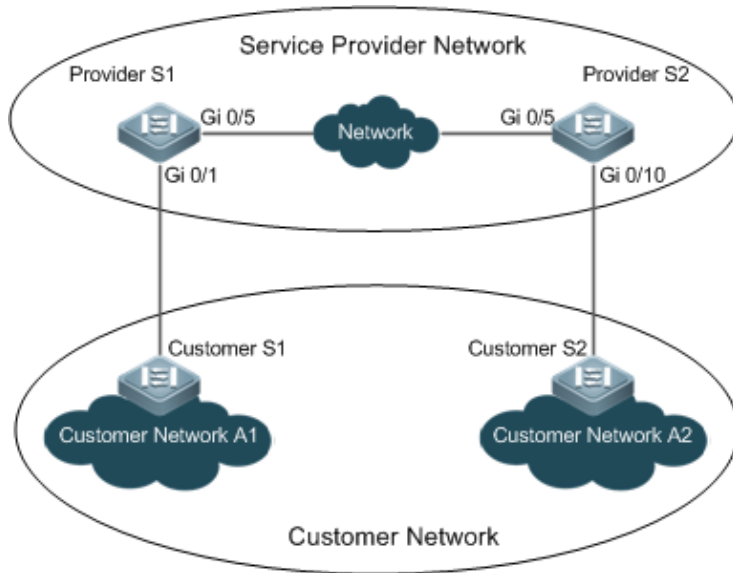 Service Provider Network
Provider S1
Provider S2
Gi 0/5
Network
Gi 0/5
Gi 0/1
Gi 0/10
Customer S1
Customer S2
Customer Network A1
Customer Network A2
Customer Network